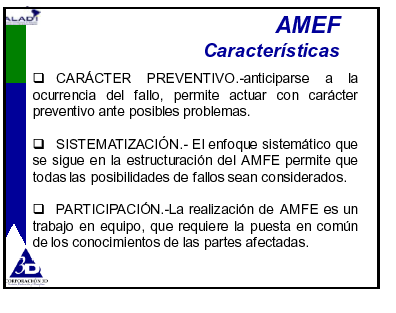 ALADI
AMEF
Características
❑ CARÁCTER PREVENTIVO.-anticiparse a la
ocurrencia del fallo, permite actuar con carácter
preventivo ante posibles problemas.
❑ SISTEMATIZACIÓN.- El enfoque sistemático que
se sigue en la estructuración del AMFE permite que
todas las posibilidades de fallos sean considerados.
❑ PARTICIPACIÓN.-La realización de AMFE es un
trabajo en equipo, que requiere la puesta en común
de los conocimientos de las partes afectadas.
3D
CORPORACIÓN 3D